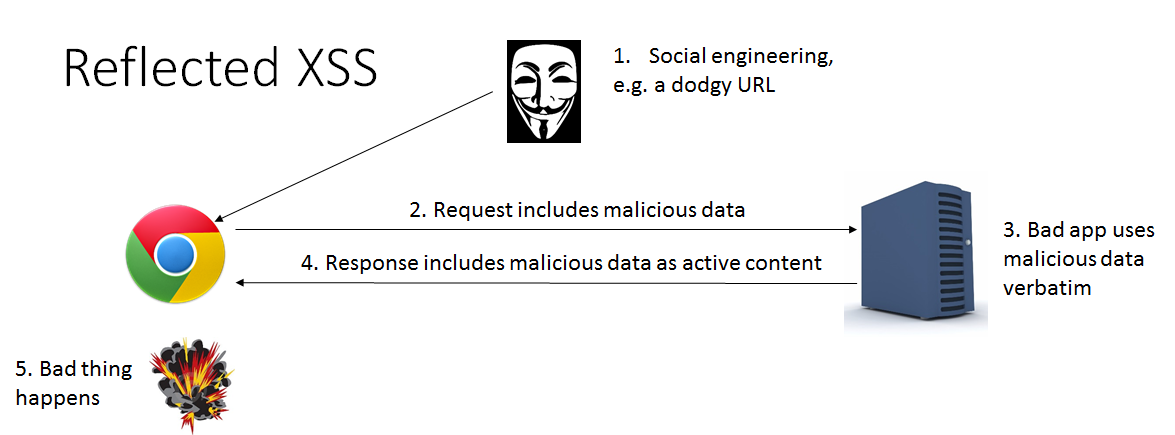 Reflected XSS
1. Social engineering,
e.g. a dodgy URL
2. Request includes malicious data
3. Bad app uses
malicious data
verbatim
4. Response includes malicious data as active content
5. Bad thing
happens